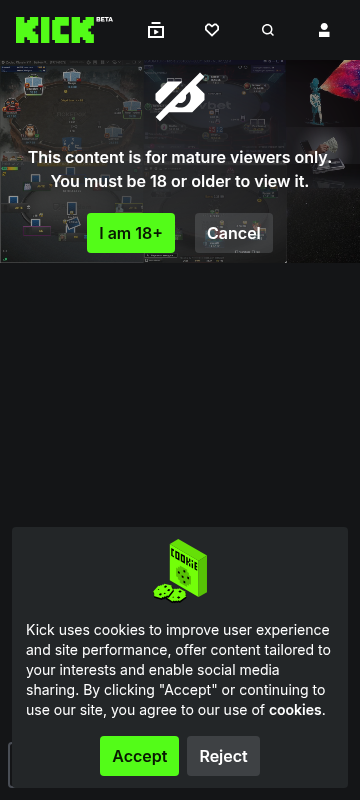 KICK BETA
This content is for mature viewers only.
You must be 18 or older to view it.
I am 18+
Cancel
COOKIE
Kick uses cookies to improve user experience
and site performance, offer content tailored to
your interests and enable social media
sharing. By clicking "Accept" or continuing to
use our site, you agree to our use of cookies.
Accept
Reject